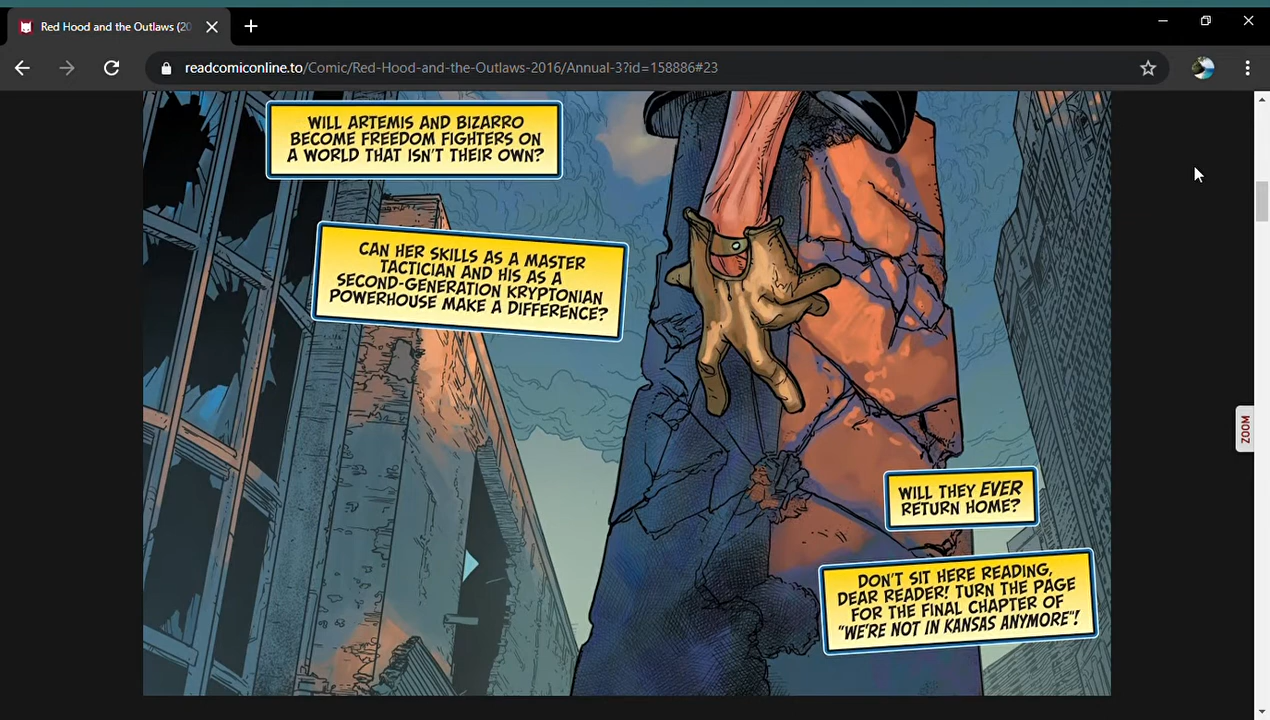 Red Hood and the Outlaws (20
readcomiconline.to/Comic/Red-Hood-and-the-Outlaws-2016/Annual-3?id=158886#23
WILL ARTEMIS AND BIZARRO
BECOME FREEDOM FIGHTERS ON
A WORLD THAT ISN'T THEIR OWN?
CAN HER SKILLS AS A MASTER
TACTICIAN AND HIS AS A
SECOND-GENERATION KRYPTONIAN
POWERHOUSE MAKE A DIFFERENCE?
ZOOM
WILL THEY EVER
RETURN HOME?
DON'T SIT HERE READING,
DEAR READER! TURN THE PAGE
FOR THE FINAL CHAPTER OF
"WE'RE NOT IN KANSAS ANYMORE"!